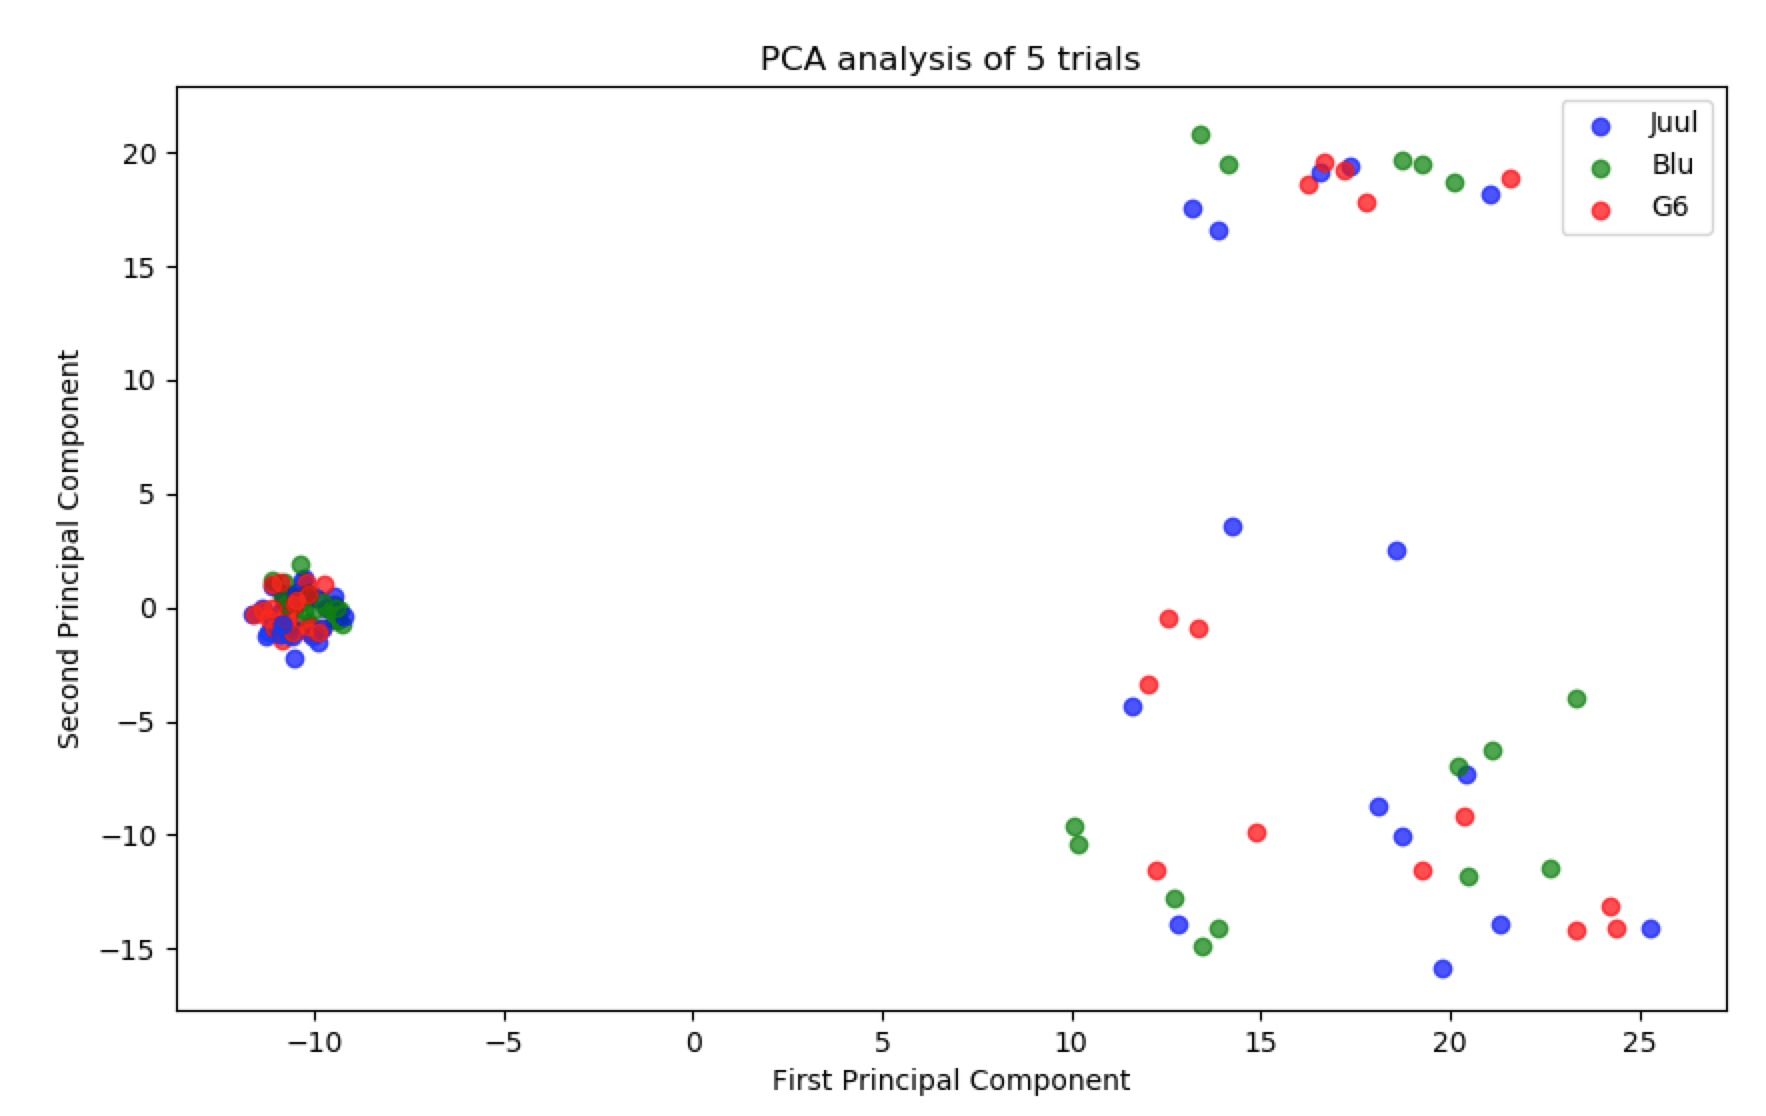 PCA analysis of 5 trials
Juul
Blu
G6
20
15
10
5
0
−5
−10
−15
Second Principal Component
−10
−5
0
5
10
15
20
25
First Principal Component